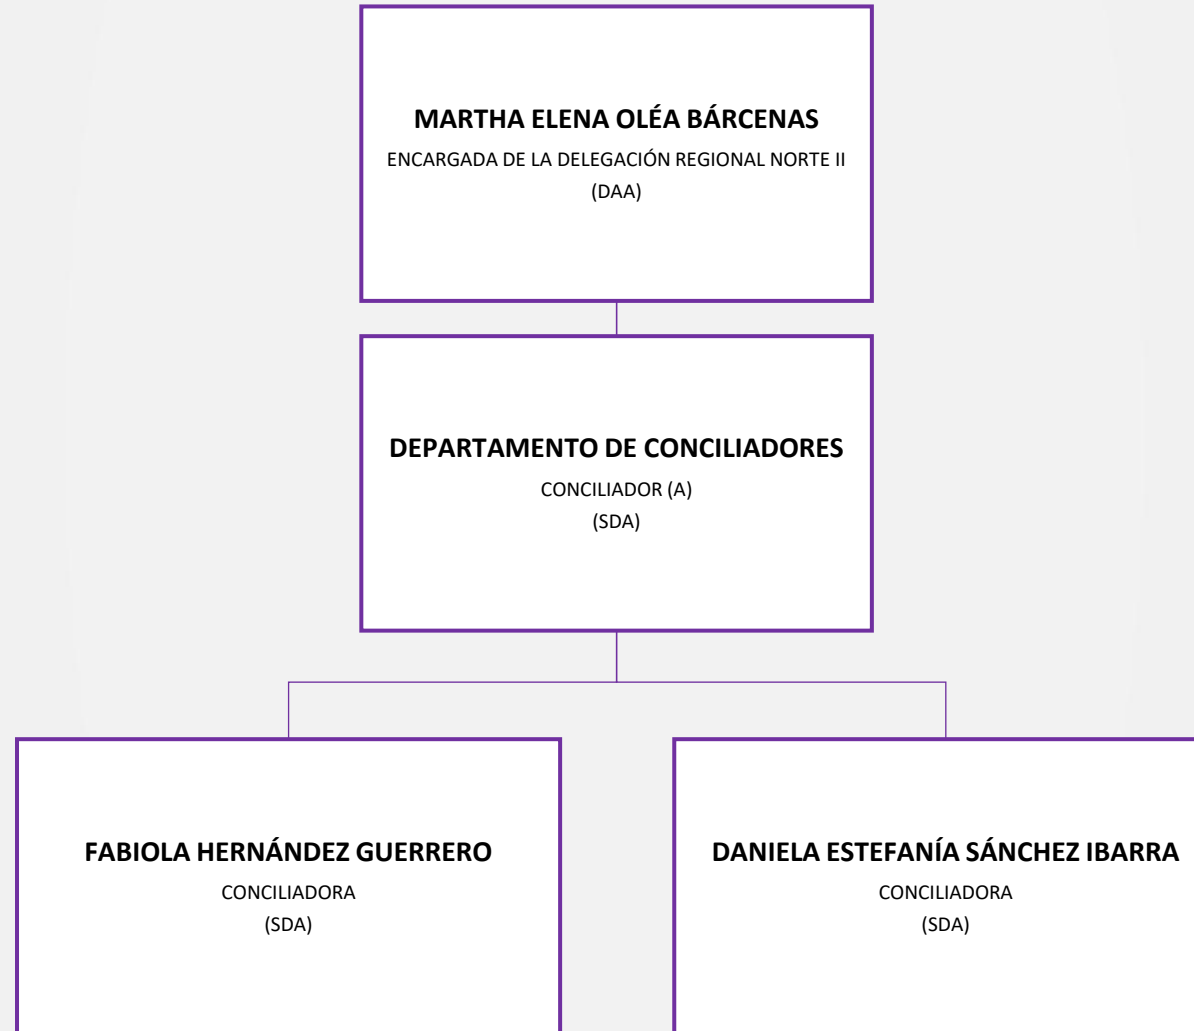 MARTHA ELENA OLÉA BÁRCENAS
ENCARGADA DE LA DELEGACIÓN REGIONAL NORTE II
(DAA)
DEPARTAMENTO DE CONCILIADORES
CONCILIADOR (A)
(SDA)
FABIOLA HERNÁNDEZ GUERRERO
CONCILIADORA
(SDA)
DANIELA ESTEFANÍA SÁNCHEZ IBARRA
CONCILIADORA
(SDA)